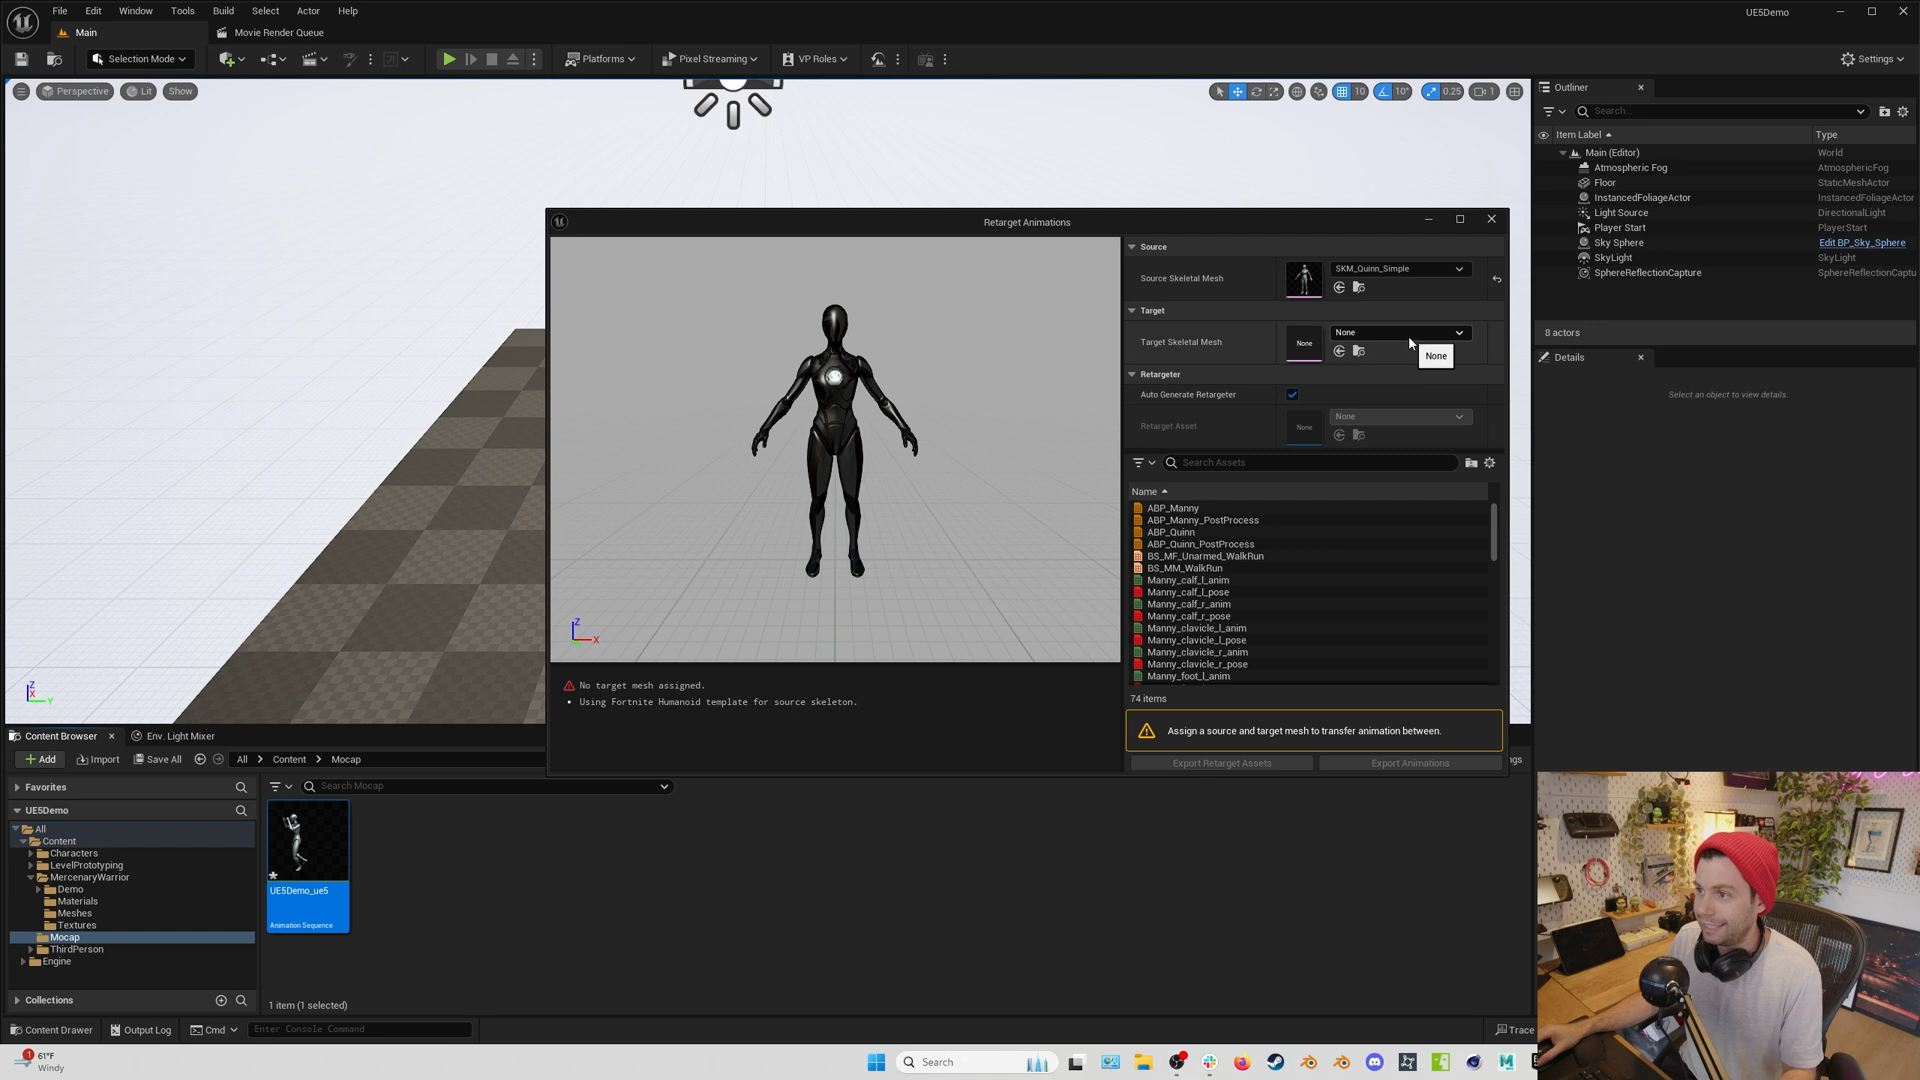 File Edit Window Tools Build Select Actor Help
UE5Demo
Main
Movie Render Queue
Selection Mode
Platforms
Pixel Streaming
VP Roles
Settings
Perspective
Lit
Show
10
10°
0.25
1
Outliner
Search...
Item Label
Type
Main (Editor) World
Atmospheric Fog AtmosphericFog
Floor StaticMeshActor
InstancedFoliageActor InstancedFoliageActor
Light Source DirectionalLight
Player Start PlayerStart
Sky Sphere Edit BP_Sky_Sphere
SkyLight SkyLight
SphereReflectionCapture SphereReflectionCaptu
8 actors
Details
Select an object to view details.
Retarget Animations
Source
Source Skeletal Mesh
SKM_Quinn_Simple
Target
Target Skeletal Mesh
None
None
None
Retargeter
Auto Generate Retargeter
Retarget Asset
None
None
Search Assets
Name
ABP_Manny
ABP_Manny_PostProcess
ABP_Quinn
ABP_Quinn_PostProcess
BS_MF_Unarmed_WalkRun
BS_MM_WalkRun
Manny_calf_l_anim
Manny_calf_l_pose
Manny_calf_r_anim
Manny_calf_r_pose
Manny_clavicle_l_anim
Manny_clavicle_l_pose
Manny_clavicle_r_anim
Manny_clavicle_r_pose
Manny_foot_l_anim
74 items
Assign a source and target mesh to transfer animation between.
Export Retarget Assets
Export Animations
Z
X
No target mesh assigned.
• Using Fortnite Humanoid template for source skeleton.
Z
X
Y
Content Browser
Env. Light Mixer
Add
Import
Save All
All > Content > Mocap
ngs
Favorites
Search Mocap
UE5Demo
All
Content
Characters
LevelPrototyping
MercenaryWarrior
Demo
Materials
Meshes
Textures
Mocap
ThirdPerson
Engine
Collections
UE5Demo_ue5
Animation Sequence
1 item (1 selected)
Content Drawer
Output Log
Cmd
Enter Console Command
Trace
1
61°F
Windy
Search